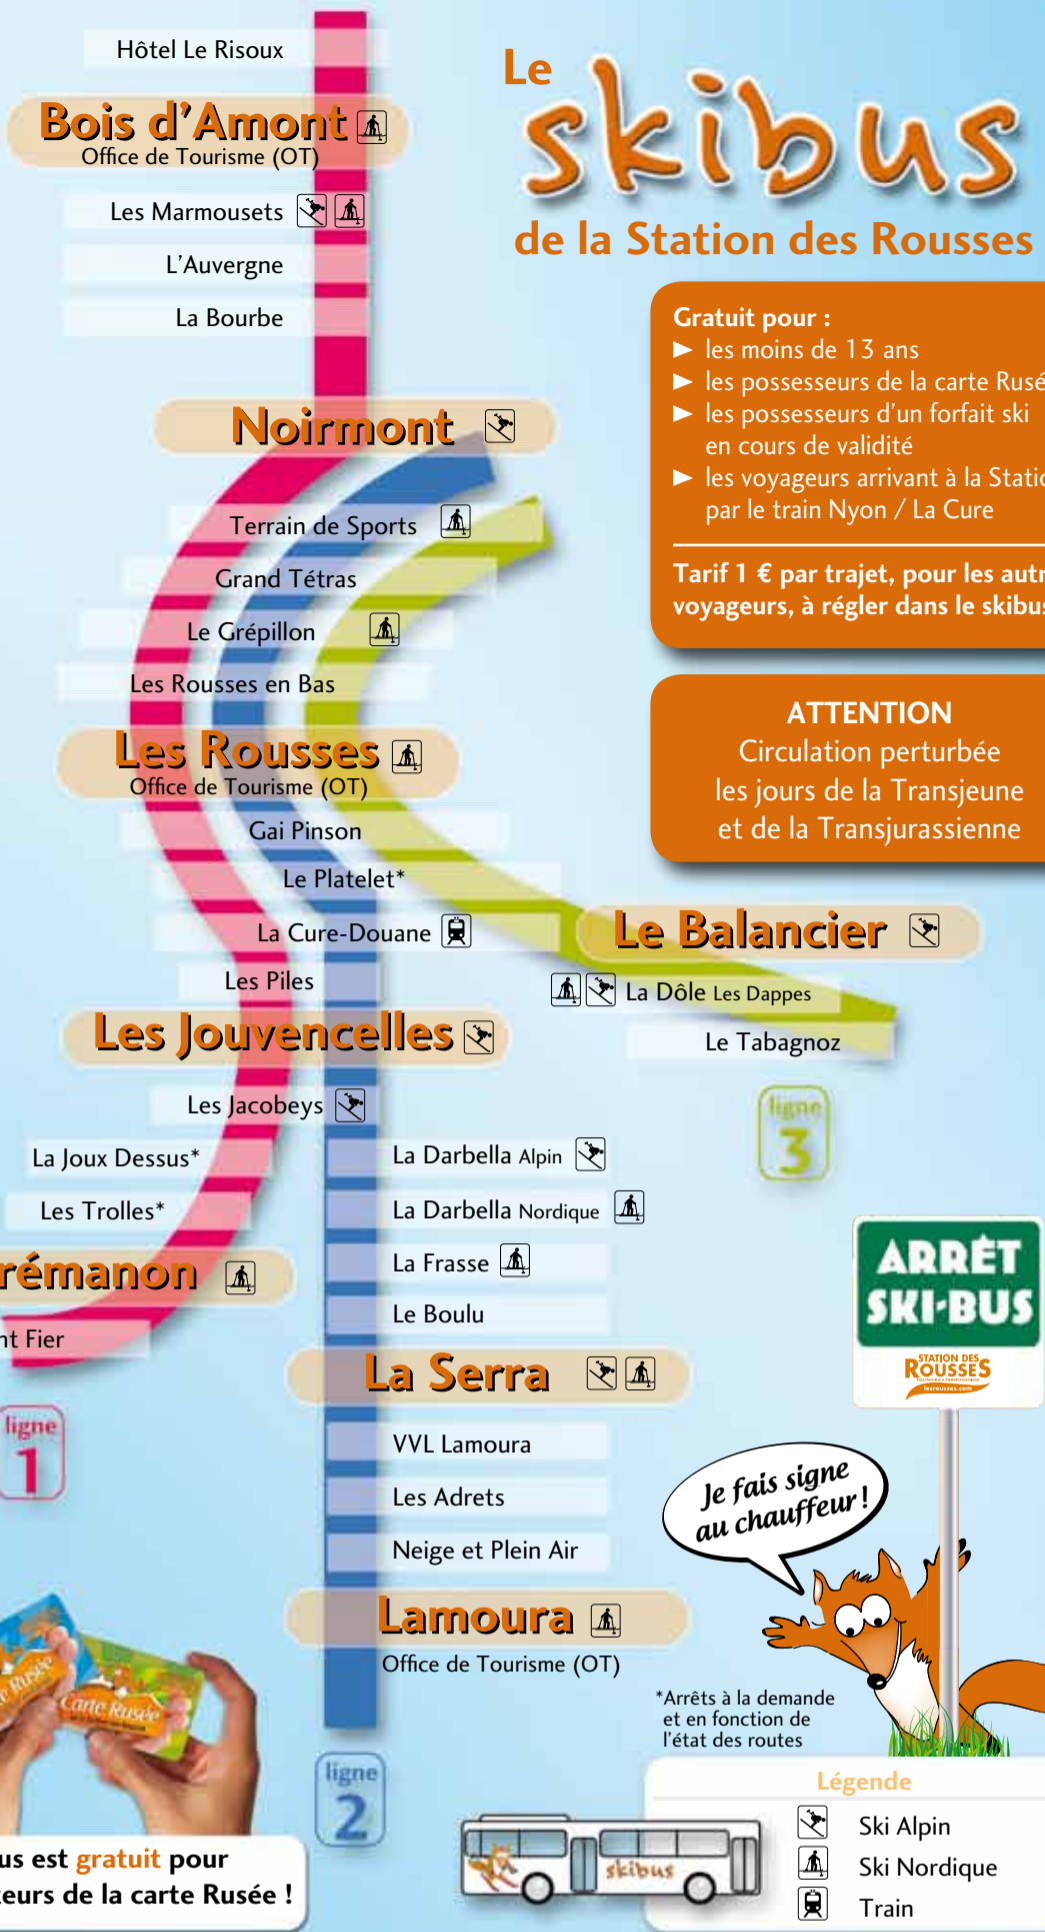 Le
skibus
de la Station des Rousses
Hôtel Le Risoux
Bois d'Amont
Office de Tourisme (OT)
Les Marmousets
L'Auvergne
La Bourbe
Noirmont
Terrain de Sports
Grand Tétras
Le Grépillon
Les Rousses en Bas
Les Rousses
Office de Tourisme (OT)
Gai Pinson
Le Platelet*
La Cure-Douane
Les Piles
Les Jouvencelles
Les Jacobeys
La Joux Dessus*
Les Trolles*
rémanon
nt Fier
ligne
1
La Darbella Alpin
La Darbella Nordique
La Frasse
Le Boulu
La Serra
VVL Lamoura
Les Adrets
Neige et Plein Air
Lamoura
Office de Tourisme (OT)
ligne
2
Le Balancier
La Dôle Les Dappes
Le Tabagnoz
ligne
3
Gratuit pour :
► les moins de 13 ans
► les possesseurs de la carte Rusé
► les possesseurs d'un forfait ski
en cours de validité
► les voyageurs arrivant à la Statio
par le train Nyon / La Cure
Tarif 1 € par trajet, pour les autr
voyageurs, à régler dans le skibus
ATTENTION
Circulation perturbée
les jours de la Transjeune
et de la Transjurassienne
ARRÊT
SKI-BUS
STATION DES
ROUSSES
lesrousses.com
Je fais signe
au chauffeur !
*Arrêts à la demande
et en fonction de
l'état des routes
Légende
Ski Alpin
Ski Nordique
Train
skibus
e Rusée
Carte Rusée
us est gratuit pour
eurs de la carte Rusée !